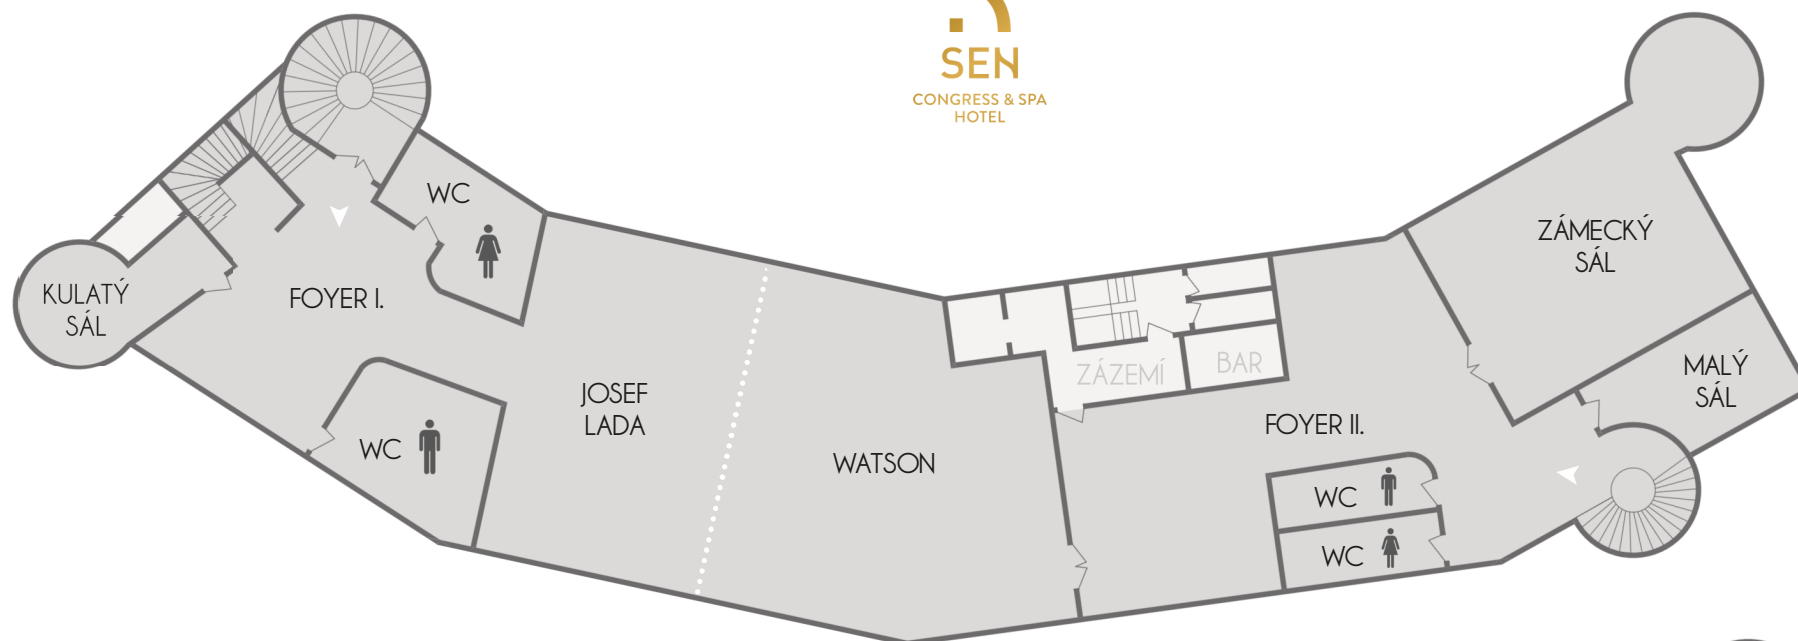 SEN
CONGRESS & SPA
HOTEL
WC
KULATÝ
SÁL
FOYER I.
JOSEF
LADA
WC
WATSON
ZÁZEMÍ
BAR
ZÁMECKÝ
SÁL
MALÝ
SÁL
FOYER II.
WC
WC